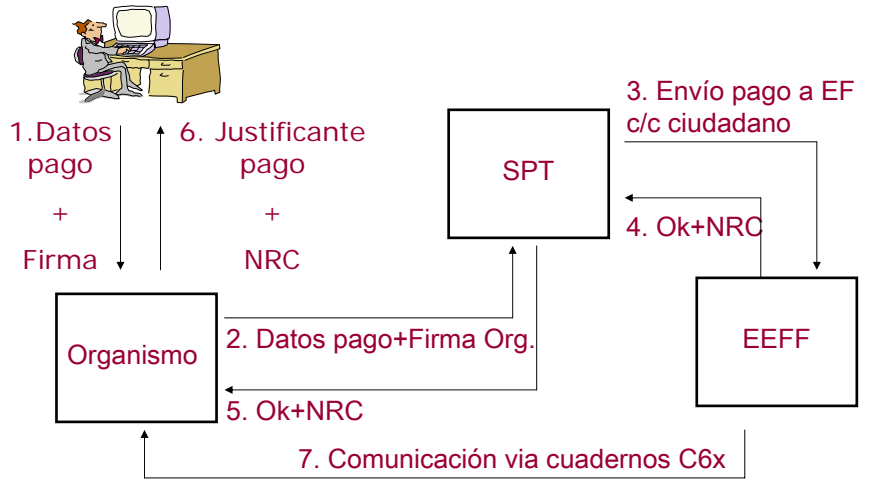 1.Datos
pago
+
Firma
6. Justificante
pago
+
NRC
SPT
3. Envío pago a EF
c/c ciudadano
4. Ok+NRC
Organismo
2. Datos pago+Firma Org.
5. Ok+NRC
EEFF
7. Comunicación via cuadernos C6x